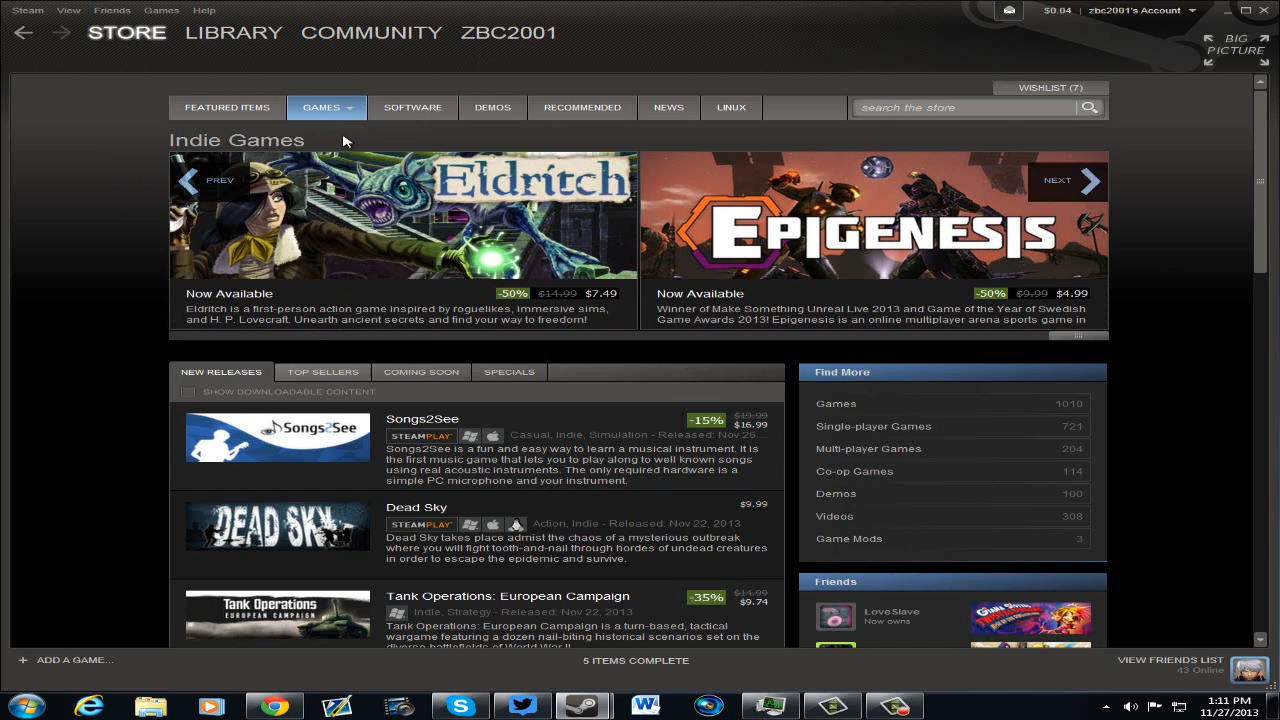 Steam View Friends Games Help
$0.04 zbc2001's Account
STORE LIBRARY COMMUNITY ZBC2001
BIG
PICTURE
WISHLIST (7)
FEATURED ITEMS GAMES SOFTWARE DEMOS RECOMMENDED NEWS LINUX
search the store
Indie Games
PREV
Eldritch
EPIGENESIS
NEXT
Now Available
-50% $14.99 $7.49
Eldritch is a first-person action game inspired by roguelikes, immersive sims,
and H. P. Lovecraft. Unearth ancient secrets and find your way to freedom!
Now Available
-50% $9.99 $4.99
Winner of Make Something Unreal Live 2013 and Game of the Year of Swedish
Game Awards 2013! Epigenesis is an online multiplayer arena sports game in
NEW RELEASES TOP SELLERS COMING SOON SPECIALS
SHOW DOWNLOADABLE CONTENT
Songs2See
Songs2See
-15% $19.99
$16.99
STEAMPLAY Casual, Indie, Simulation - Released: Nov 26...
Songs2See is a fun and easy way to learn a musical instrument. It is
the first music game that lets you to play along to well known songs
using real acoustic instruments. The only required hardware is a
simple PC microphone and your instrument.
DEAD SKY
Dead Sky
$9.99
STEAMPLAY Action, Indie - Released: Nov 22, 2013
Dead Sky takes place admist the chaos of a mysterious outbreak
where you will fight tooth-and-nail through hordes of undead creatures
in order to escape the epidemic and survive.
Tank Operations
EUROPEAN CAMPAIGN
Tank Operations: European Campaign
-35% $14.99
$9.74
Indie, Strategy - Released: Nov 22, 2013
Tank Operations: European Campaign is a turn-based, tactical
wargame featuring a dozen nail-biting historical scenarios set on the
diverse battlefields of World War II.
Find More
Games 1010
Single-player Games 721
Multi-player Games 204
Co-op Games 114
Demos 100
Videos 308
Game Mods 3
Friends
LoveSlave
Now owns
+ ADD A GAME...
5 ITEMS COMPLETE
VIEW FRIENDS LIST
43 Online
1:11 PM
11/27/2013